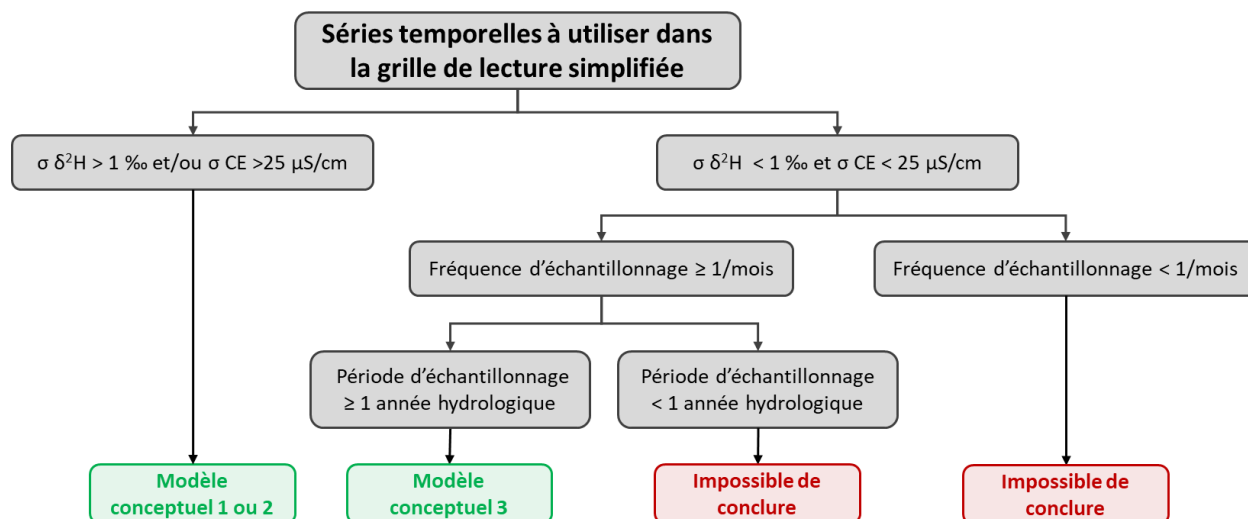 Séries temporelles à utiliser dans
la grille de lecture simplifiée
σ δ²H > 1 ‰ et/ou σ CE >25 µS/cm
σ δ²H < 1 ‰ et σ CE < 25 µS/cm
Fréquence d'échantillonnage ≥ 1/mois
Fréquence d'échantillonnage < 1/mois
Période d'échantillonnage
≥ 1 année hydrologique
Période d'échantillonnage
< 1 année hydrologique
Modèle
conceptuel 1 ou 2
Modèle
conceptuel 3
Impossible de
conclure
Impossible de
conclure